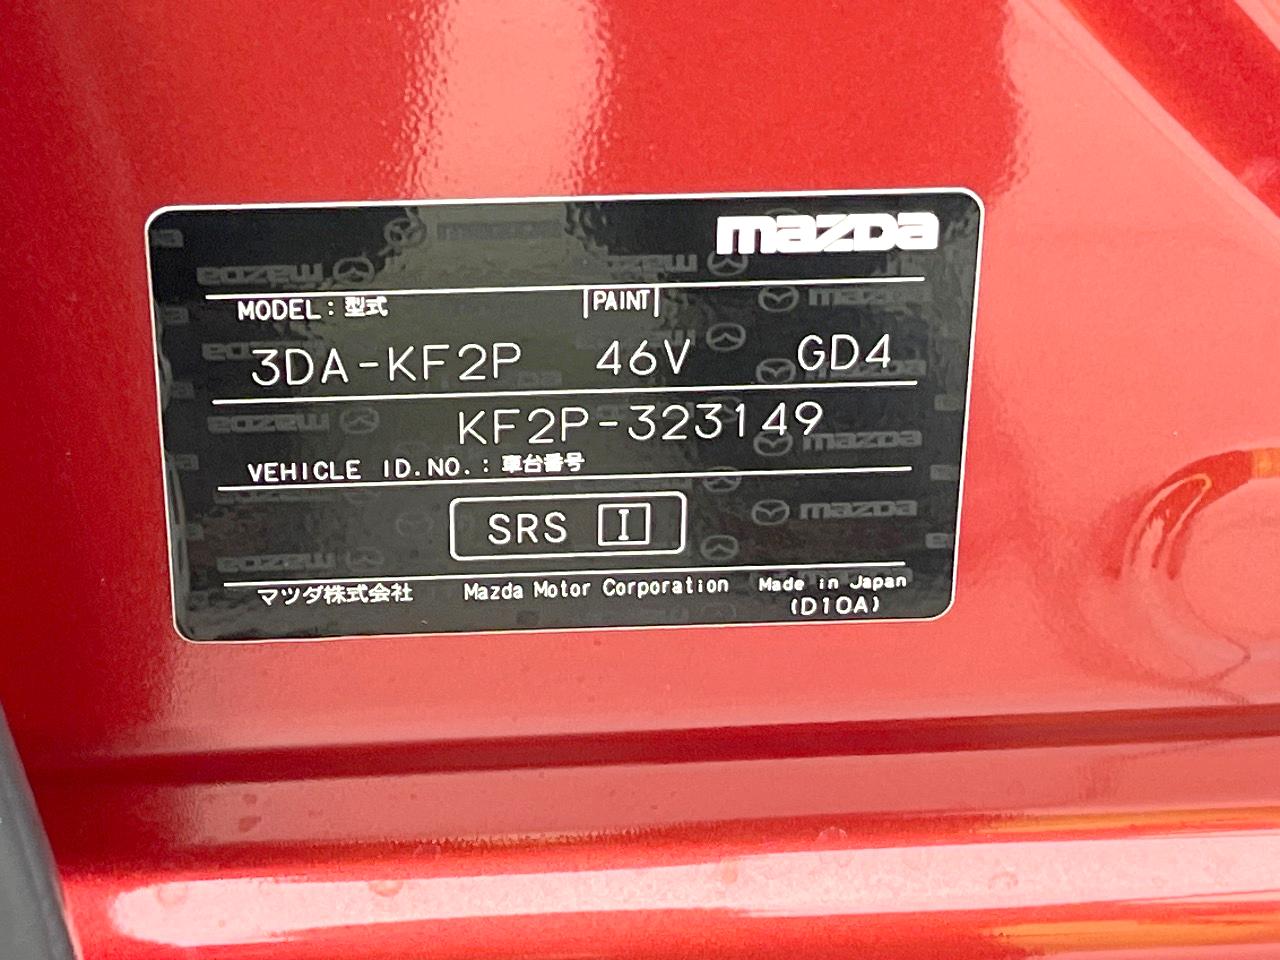 mazda
MODEL:型式 PAINT
3DA-KF2P 46V GD4
KF2P-323149
VEHICLE ID.NO.:車台番号
SRS I
マツダ株式会社 Mazda Motor Corporation Made in Japan
(D10A)